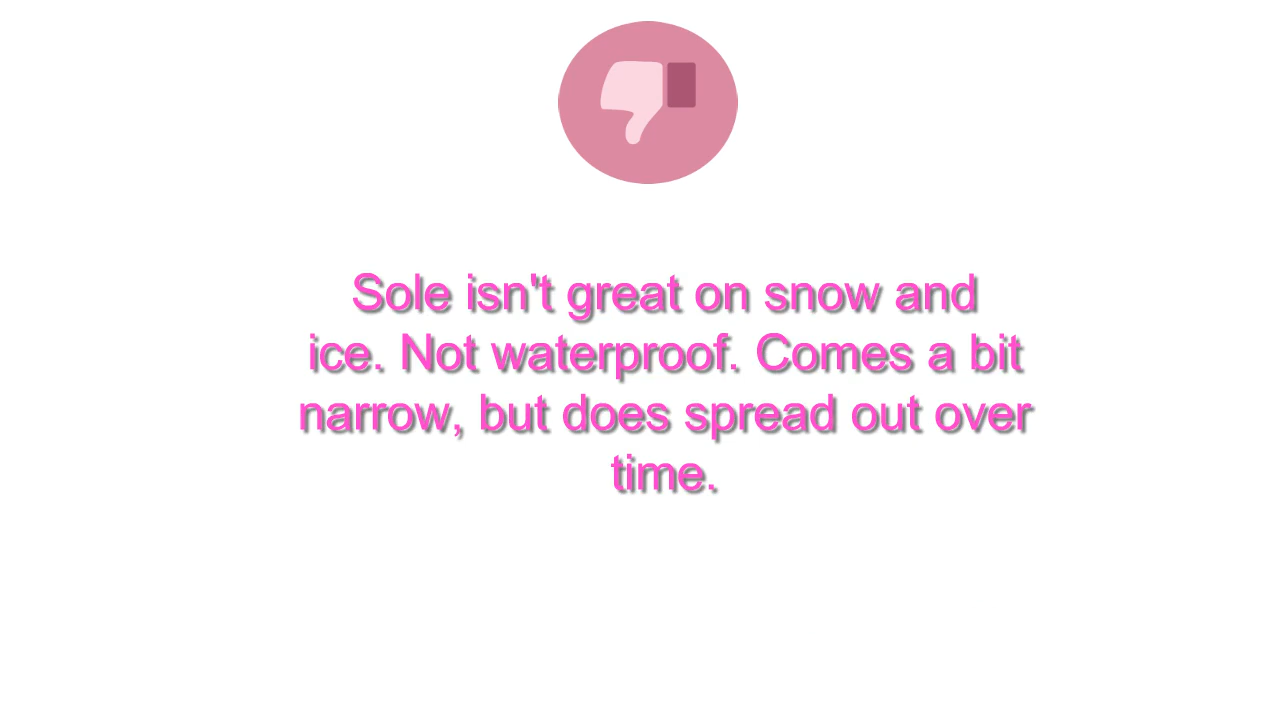 Sole isn't great on snow and
ice. Not waterproof. Comes a bit
narrow, but does spread out over
time.